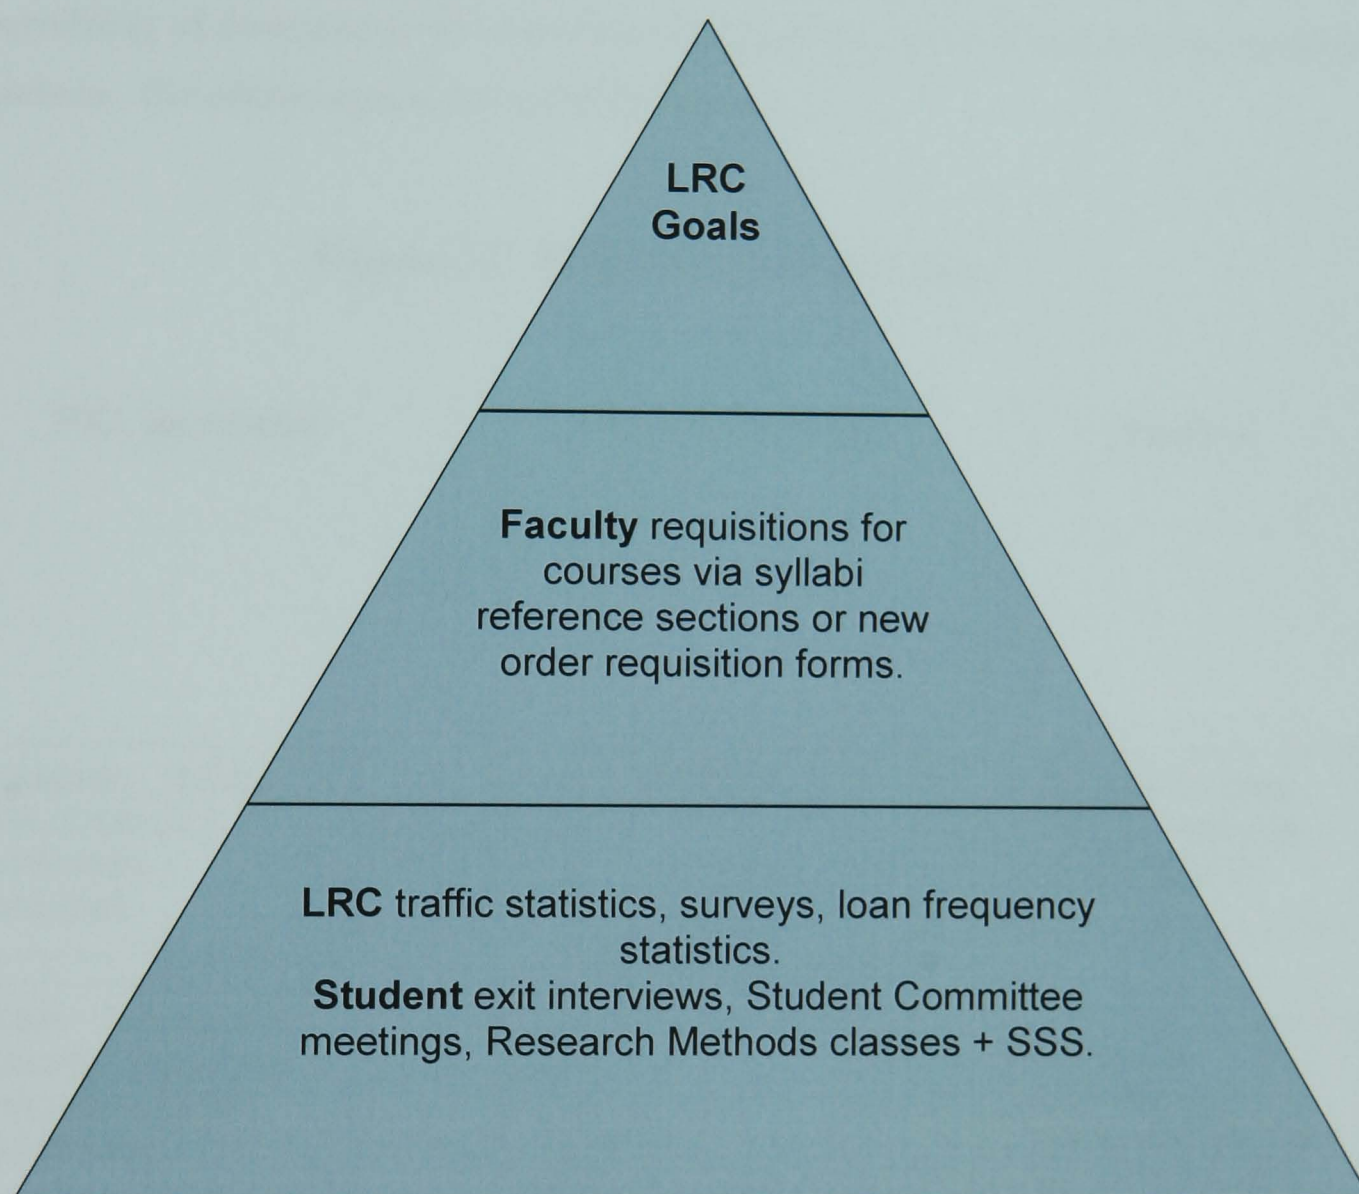 LRC
Goals
Faculty requisitions for
courses via syllabi
reference sections or new
order requisition forms.
LRC traffic statistics, surveys, loan frequency
statistics.
Student exit interviews, Student Committee
meetings, Research Methods classes + SSS.